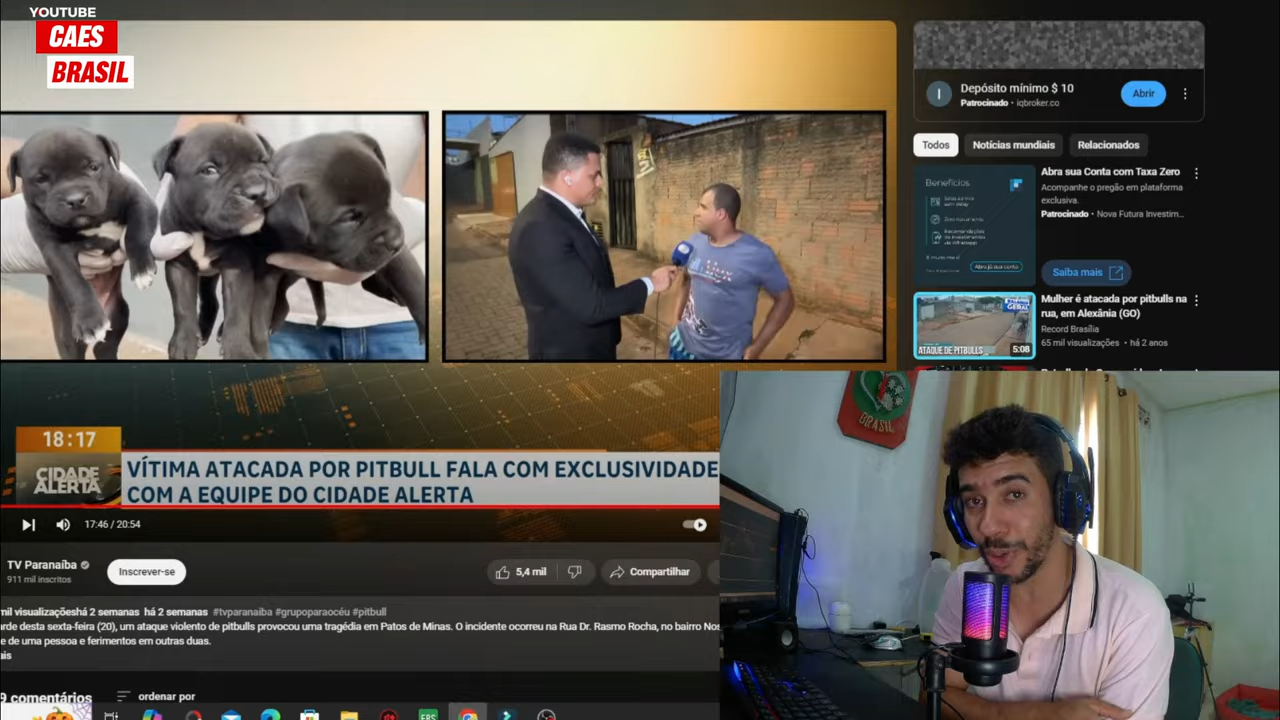 YOUTUBE
CAES
BRASIL
Depósito mínimo $ 10
I
Patrocinado · iqbroker.co
Abrir
Todos
Notícias mundiais
Relacionados
Benefícios
Abra sua Conta com Taxa Zero
Acompanhe o pregão em plataforma
exclusiva.
Patrocinado · Nova Futura Investim...
Saiba mais
Mulher é atacada por pitbulls na
rua, em Alexânia (GO)
Record Brasília
65 mil visualizações · há 2 anos
ATAQUE DE PITBULLS
5:08
BRASIL
18:17
CIDADE
ALERTA
VÍTIMA ATACADA POR PITBULL FALA COM EXCLUSIVIDADE
COM A EQUIPE DO CIDADE ALERTA
17:46 / 20:54
TV Paranaíba
911 mil inscritos
Inscrever-se
5,4 mil
Compartilhar
mil visualizaçõeshá 2 semanas há 2 semanas #tvparanaiba #grupoparaocéu #pitbull
arde desta sexta-feira (20), um ataque violento de pitbulls provocou uma tragédia em Patos de Minas. O incidente ocorreu na Rua Dr. Rasmo Rocha, no bairro Nos
e de uma pessoa e ferimentos em outras duas.
ais
9 comentários
ordenar por